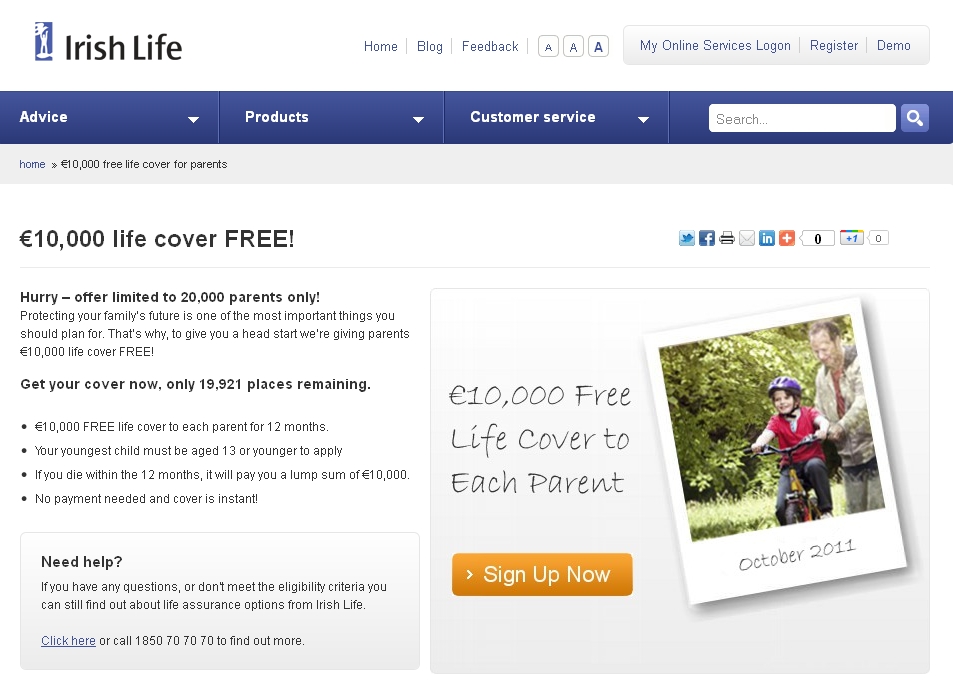 Irish Life
Home Blog Feedback A A A My Online Services Logon Register Demo
Advice Products Customer service Search...
home » €10,000 free life cover for parents
€10,000 life cover FREE!
in 0 +1 0
Hurry – offer limited to 20,000 parents only!
Protecting your family's future is one of the most important things you
should plan for. That's why, to give you a head start we're giving parents
€10,000 life cover FREE!
Get your cover now, only 19,921 places remaining.
• €10,000 FREE life cover to each parent for 12 months.
• Your youngest child must be aged 13 or younger to apply
• If you die within the 12 months, it will pay you a lump sum of €10,000.
• No payment needed and cover is instant!
Need help?
If you have any questions, or don't meet the eligibility criteria you
can still find out about life assurance options from Irish Life.
Click here or call 1850 70 70 70 to find out more.
€10,000 Free
Life Cover to
Each Parent
› Sign Up Now
October 2011